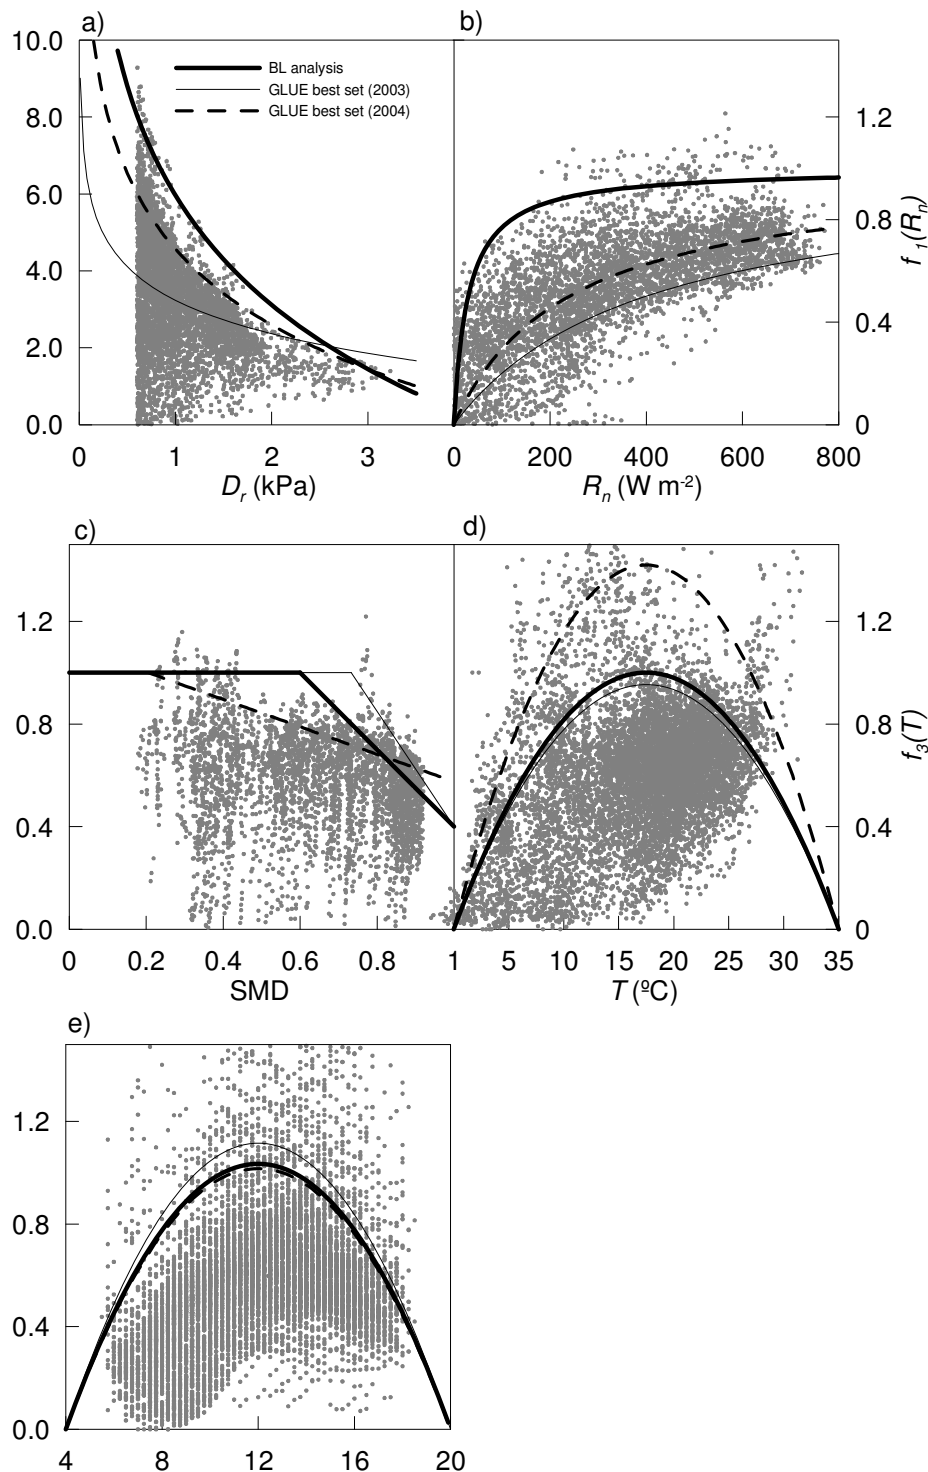 a)
b)
10.0
8.0
6.0
4.0
2.0
0.0
BL analysis
GLUE best set (2003)
GLUE best set (2004)
1.2
0.8
0.4
0
f1(Rn)
0 1 2 3
0 200 400 600 800
Dr (kPa)
Rn (W m-2)
c)
d)
1.2
0.8
0.4
0.0
1.2
0.8
0.4
0
f3(T)
0 0.2 0.4 0.6 0.8
1 5 10 15 20 25 30 35
SMD
T (ºC)
e)
1.2
0.8
0.4
0.0
4 8 12 16 20